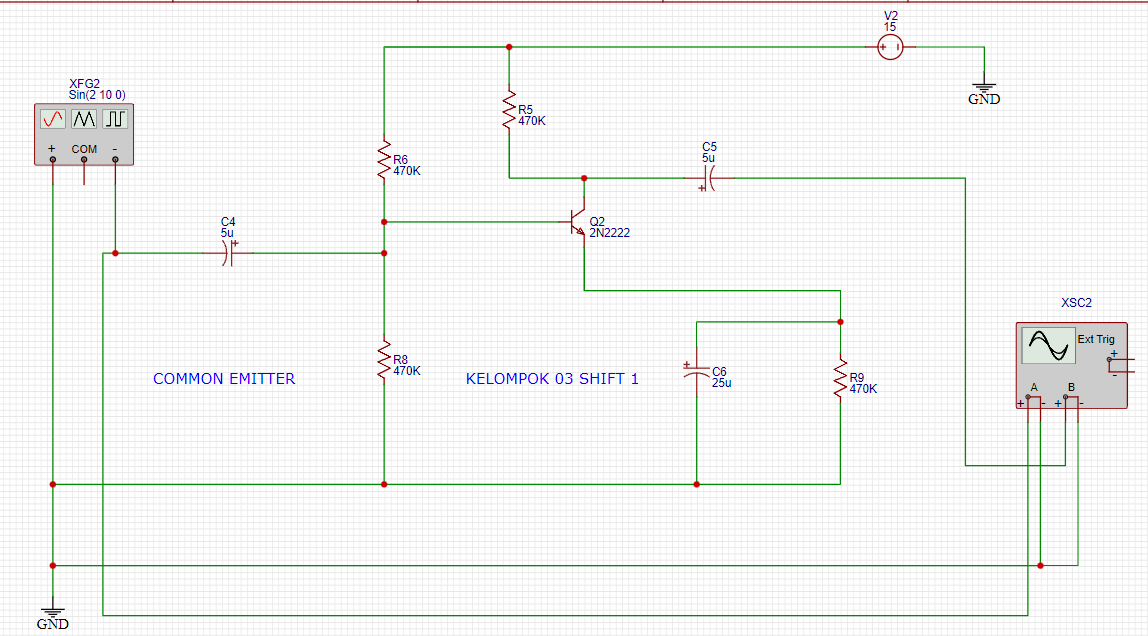 V2
15
GND
XFG2
Sin(2 10 0)
+ COM -
R5
470K
R6
470K
C5
5u
+
C4
5u
+
Q2
2N2222
XSC2
Ext Trig
+
-
A B
+ - + -
R8
470K
COMMON EMITTER
KELOMPOK 03 SHIFT 1
+
C6
25u
R9
470K
GND